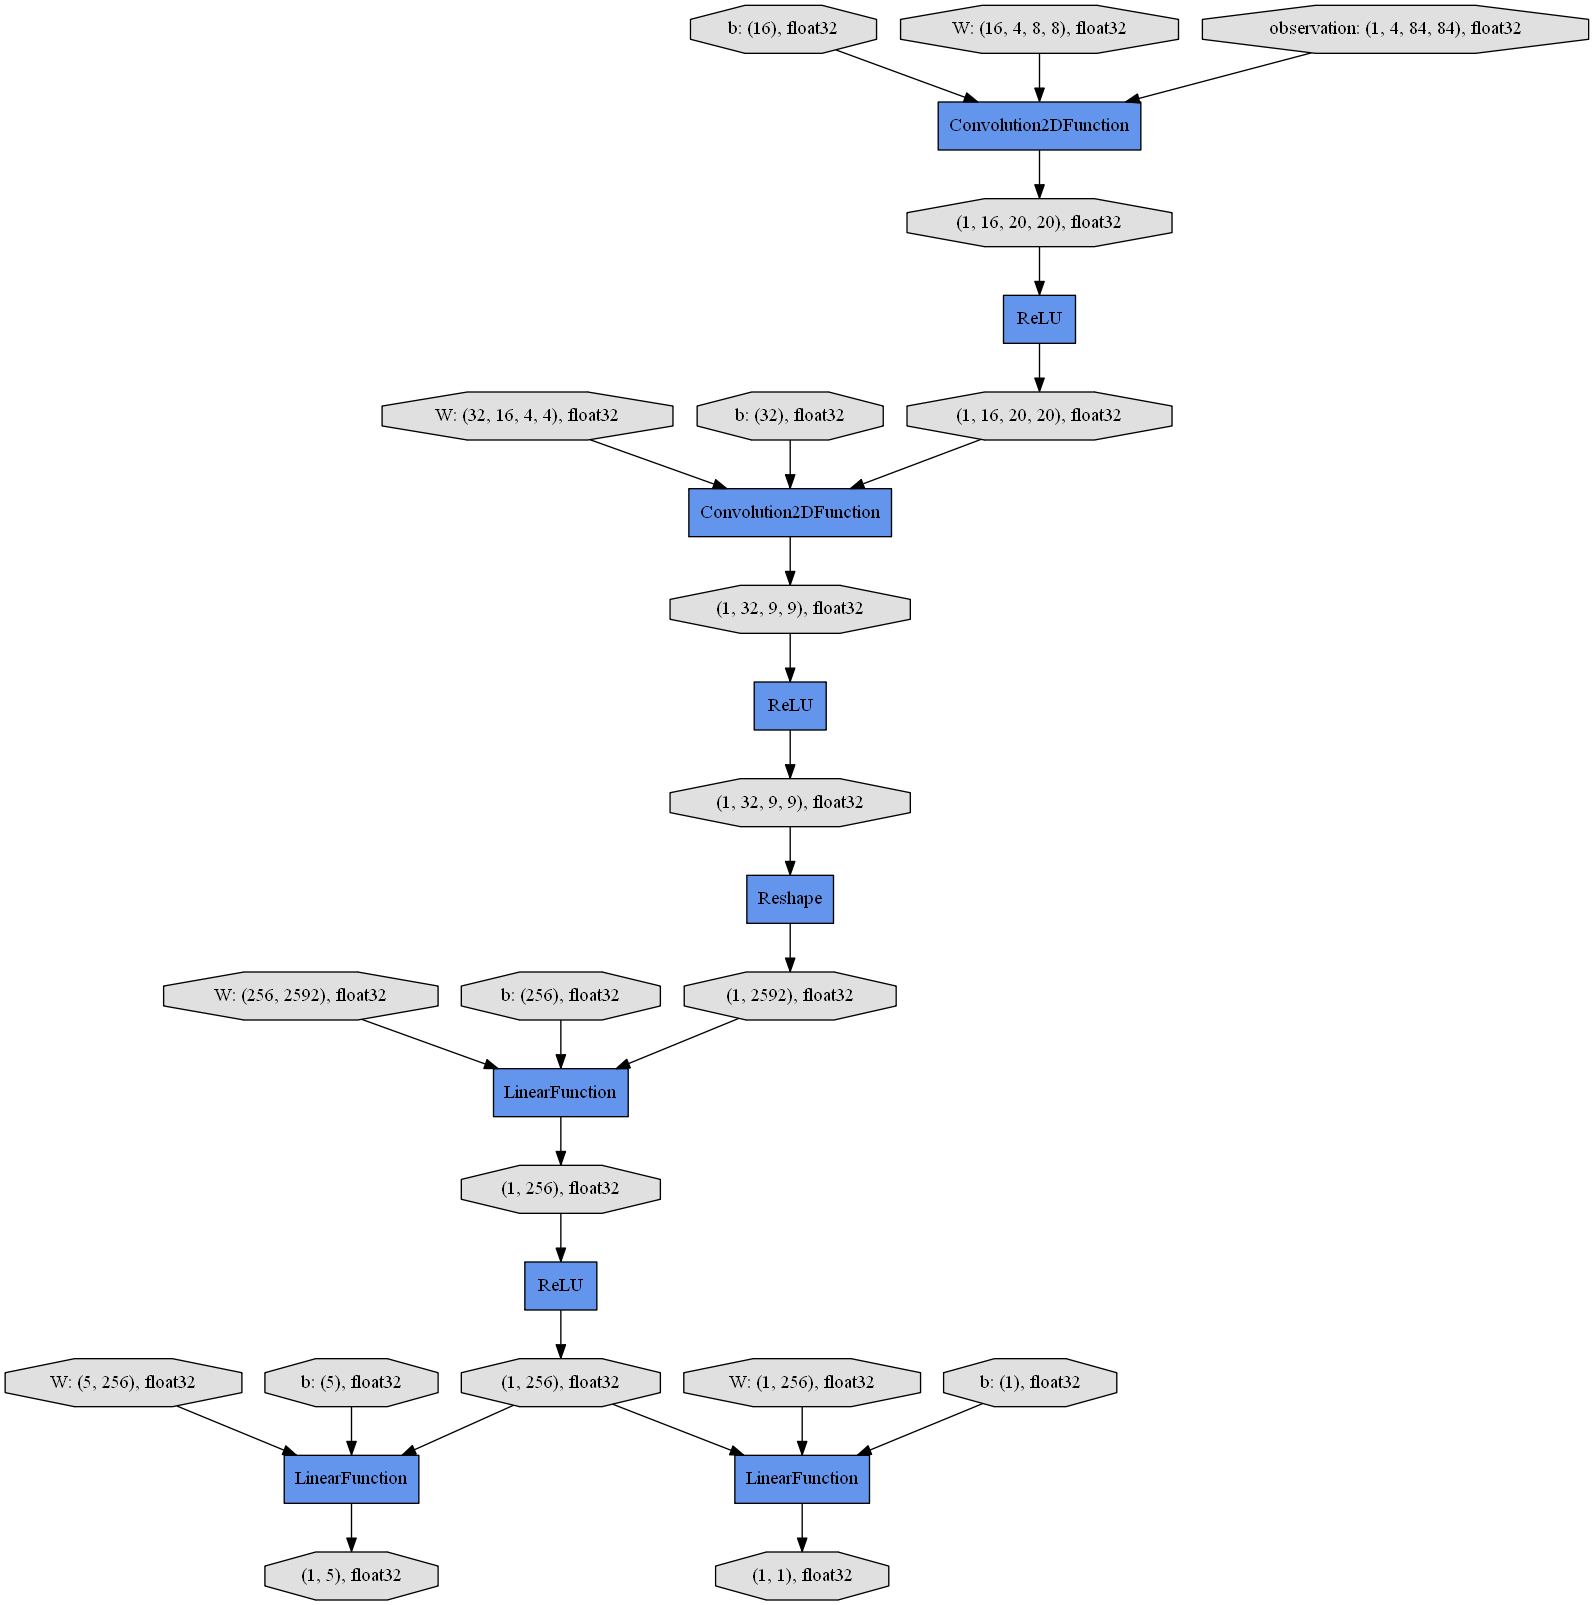 b: (16), float32
W: (16, 4, 8, 8), float32
observation: (1, 4, 84, 84), float32
Convolution2DFunction
(1, 16, 20, 20), float32
ReLU
W: (32, 16, 4, 4), float32
b: (32), float32
(1, 16, 20, 20), float32
Convolution2DFunction
(1, 32, 9, 9), float32
ReLU
(1, 32, 9, 9), float32
Reshape
W: (256, 2592), float32
b: (256), float32
(1, 2592), float32
LinearFunction
(1, 256), float32
ReLU
W: (5, 256), float32
b: (5), float32
(1, 256), float32
W: (1, 256), float32
b: (1), float32
LinearFunction
LinearFunction
(1, 5), float32
(1, 1), float32